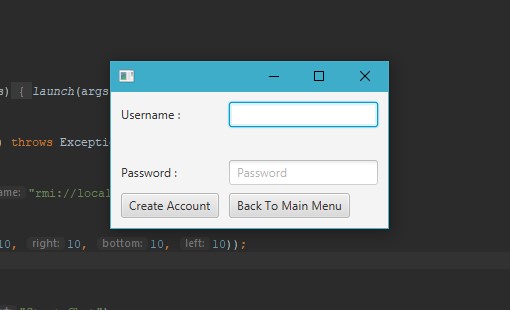 s) { launch(args
Username :
) throws Excepti
Password : Password
ame: "rmi://local
Create Account Back To Main Menu
10, right: 10, bottom: 10, left: 10));